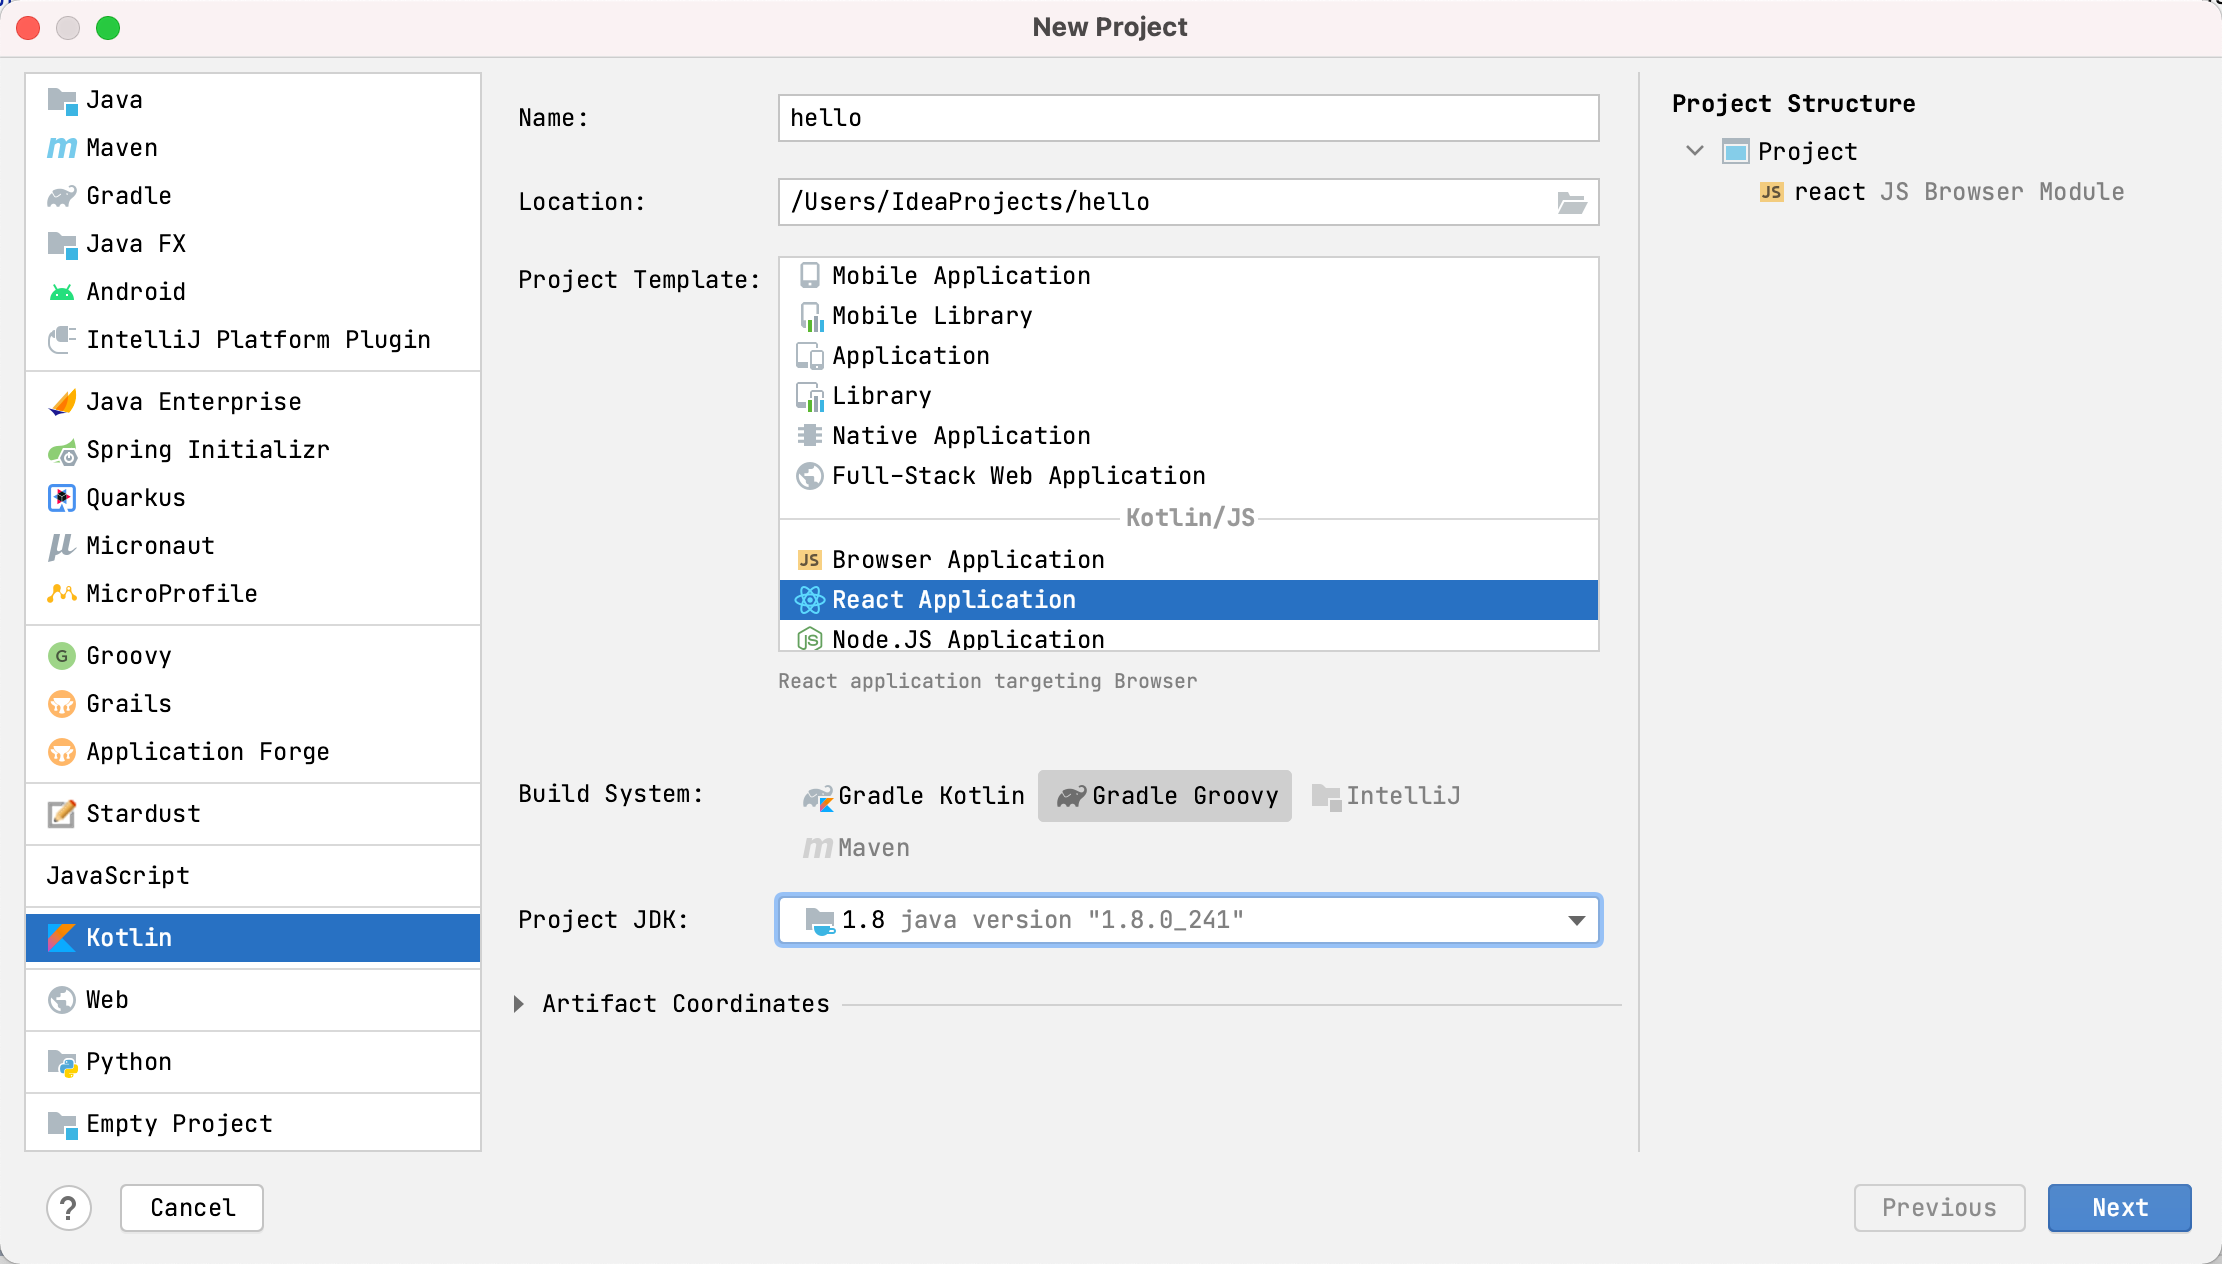 New Project
Java
Maven
Gradle
Java FX
Android
IntelliJ Platform Plugin
Java Enterprise
Spring Initializr
Quarkus
Micronaut
MicroProfile
Groovy
Grails
Application Forge
Stardust
JavaScript
Kotlin
Web
Python
Empty Project
Name: hello
Location: /Users/IdeaProjects/hello
Project Template:
Mobile Application
Mobile Library
Application
Library
Native Application
Full-Stack Web Application
Kotlin/JS
JS Browser Application
React Application
JS Node.JS Application
React application targeting Browser
Build System: Gradle Kotlin Gradle Groovy IntelliJ
Maven
Project JDK: 1.8 java version "1.8.0_241"
Artifact Coordinates
Project Structure
Project
JS react JS Browser Module
? Cancel Previous Next